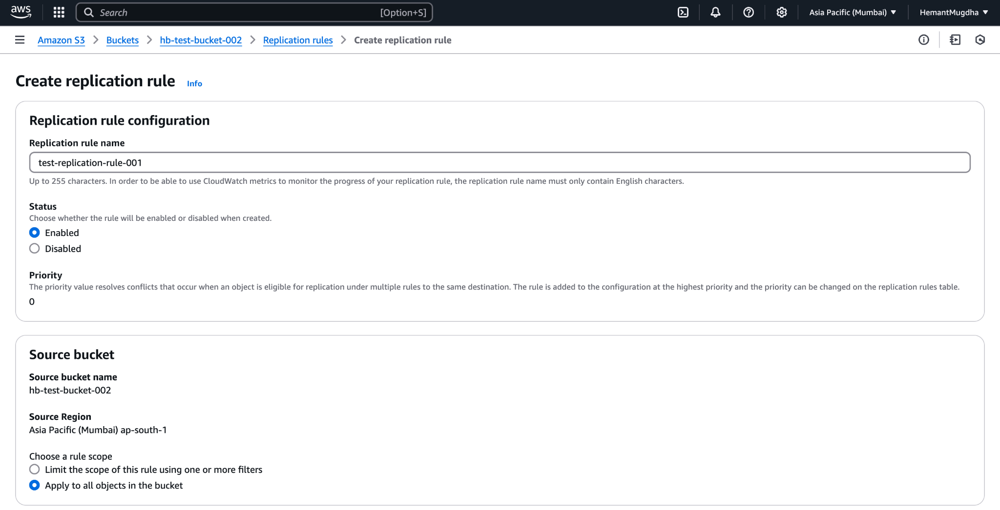 aws Search [Option+S] Asia Pacific (Mumbai) HemantMugdha
Amazon S3 Buckets hb-test-bucket-002 Replication rules Create replication rule
Create replication rule Info
Replication rule configuration
Replication rule name
test-replication-rule-001
Up to 255 characters. In order to be able to use CloudWatch metrics to monitor the progress of your replication rule, the replication rule name must only contain English characters.
Status
Choose whether the rule will be enabled or disabled when created.
Enabled
Disabled
Priority
The priority value resolves conflicts that occur when an object is eligible for replication under multiple rules to the same destination. The rule is added to the configuration at the highest priority and the priority can be changed on the replication rules table.
0
Source bucket
Source bucket name
hb-test-bucket-002
Source Region
Asia Pacific (Mumbai) ap-south-1
Choose a rule scope
Limit the scope of this rule using one or more filters
Apply to all objects in the bucket